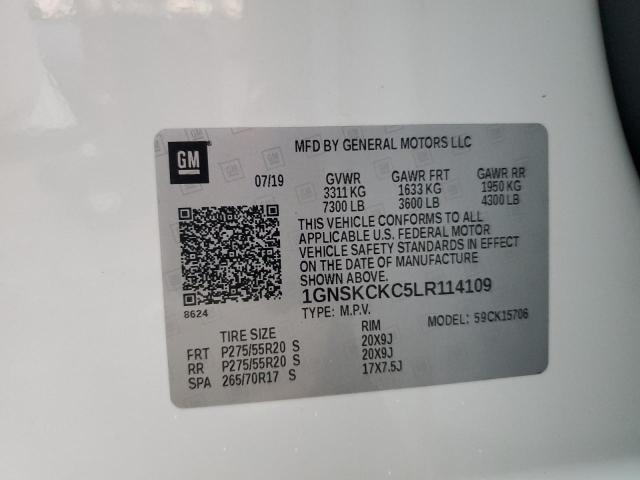 GM
MFD BY GENERAL MOTORS LLC
07/19 GVWR GAWR FRT GAWR RR
3311 KG 1633 KG 1950 KG
7300 LB 3600 LB 4300 LB
THIS VEHICLE CONFORMS TO ALL
APPLICABLE U.S. FEDERAL MOTOR
VEHICLE SAFETY STANDARDS IN EFFECT
ON THE DATE OF MANUFACTURE
SHOWN ABOVE.
1GNSKCKC5LR114109
8624
TYPE: M.P.V. MODEL: 59CK15706
TIRE SIZE RIM
FRT P275/55R20 S 20X9J
RR P275/55R20 S 20X9J
SPA 265/70R17 S 17X7.5J